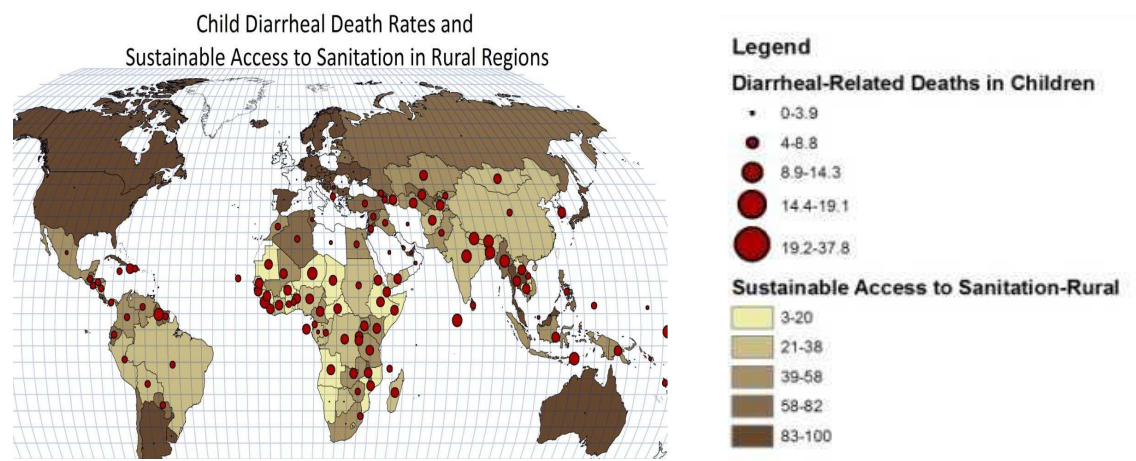 Child Diarrheal Death Rates and
Sustainable Access to Sanitation in Rural Regions
Legend
Diarrheal-Related Deaths in Children
0-3.9
4-8.8
8.9-14.3
14.4-19.1
19.2-37.8
Sustainable Access to Sanitation-Rural
3-20
21-38
39-58
58-82
83-100